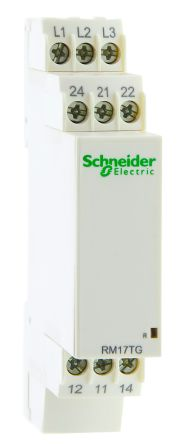 L1 L2 L3
24 21 22
Schneider
Electric
R
RM17TG
12 11 14